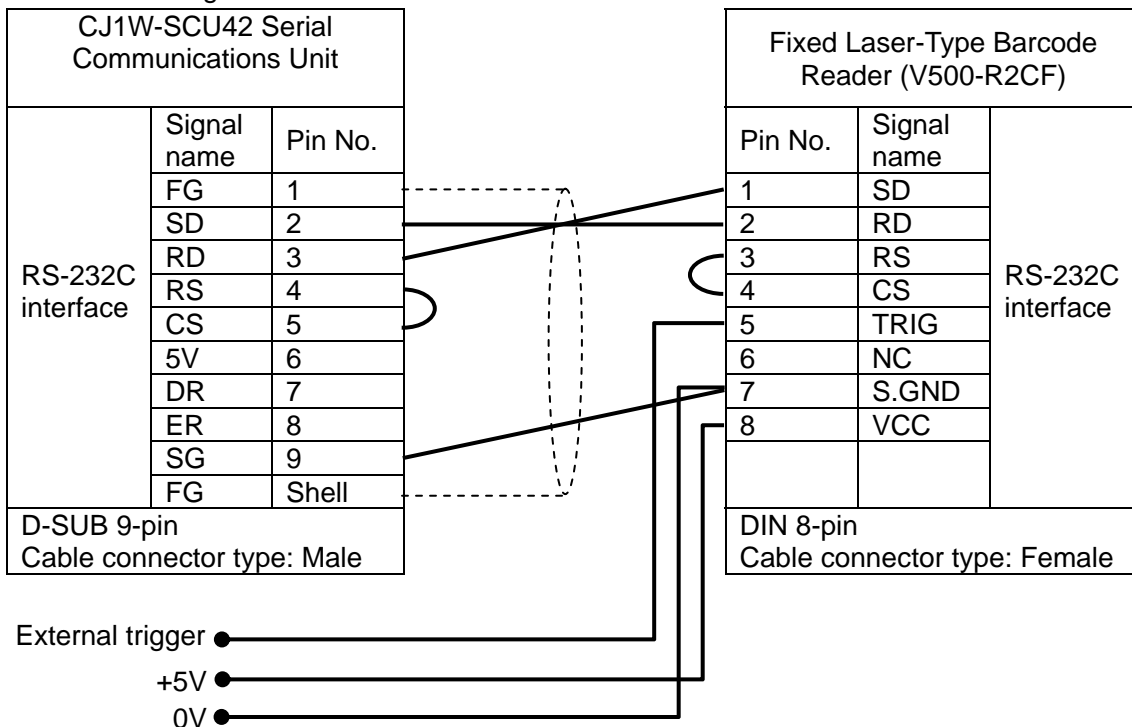 CJ1W-SCU42 Serial
Communications Unit
RS-232C
interface
Signal
name
Pin No.
FG 1
SD 2
RD 3
RS 4
CS 5
5V 6
DR 7
ER 8
SG 9
FG Shell
D-SUB 9-pin
Cable connector type: Male
Fixed Laser-Type Barcode
Reader (V500-R2CF)
Pin No.
Signal
name
1 SD
2 RD
3 RS
4 CS
5 TRIG
6 NC
7 S.GND
8 VCC
RS-232C
interface
DIN 8-pin
Cable connector type: Female
External trigger
+5V
0V